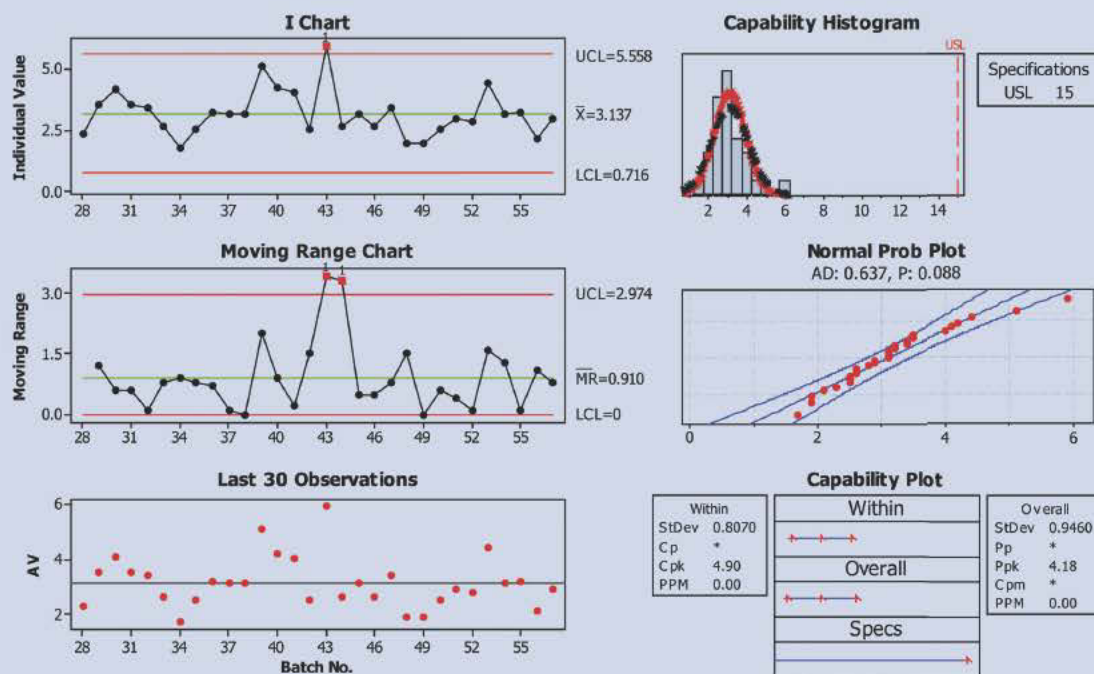 I Chart
Individual Value
5.0
2.5
0.0
1
UCL=5.558
X̄=3.137
LCL=0.716
28 31 34 37 40 43 46 49 52 55
Capability Histogram
USL
2 4 6 8 10 12 14
Specifications
USL 15
Moving Range Chart
Moving Range
3.0
1.5
0.0
1 1
UCL=2.974
M̅R̅=0.910
LCL=0
28 31 34 37 40 43 46 49 52 55
Normal Prob Plot
AD: 0.637, P: 0.088
0 2 4 6
Last 30 Observations
AV
6
4
2
28 31 34 37 40 43 46 49 52 55
Batch No.
Capability Plot
Within
StDev 0.8070
Cp *
Cpk 4.90
PPM 0.00
Within
Overall
Specs
Overall
StDev 0.9460
Pp *
Ppk 4.18
Cpm *
PPM 0.00